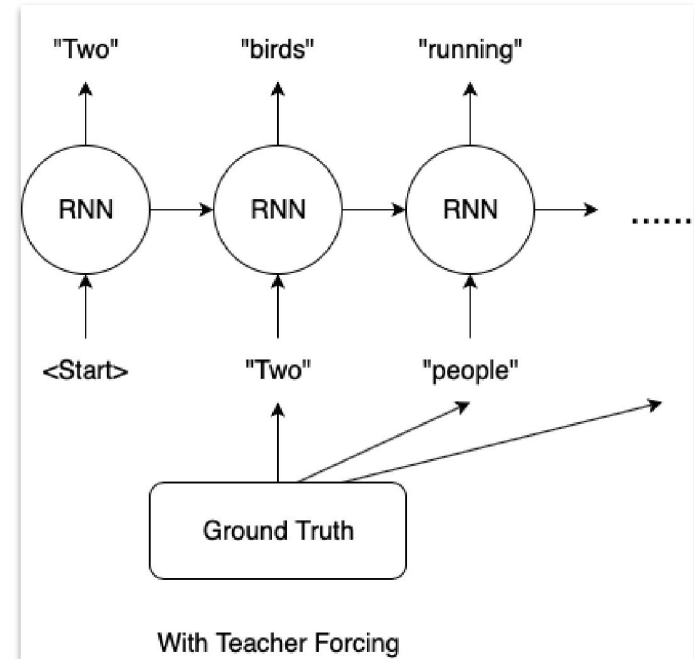 "Two" "birds" "running"
RNN RNN RNN ......
<Start> "Two" "people"
Ground Truth
With Teacher Forcing